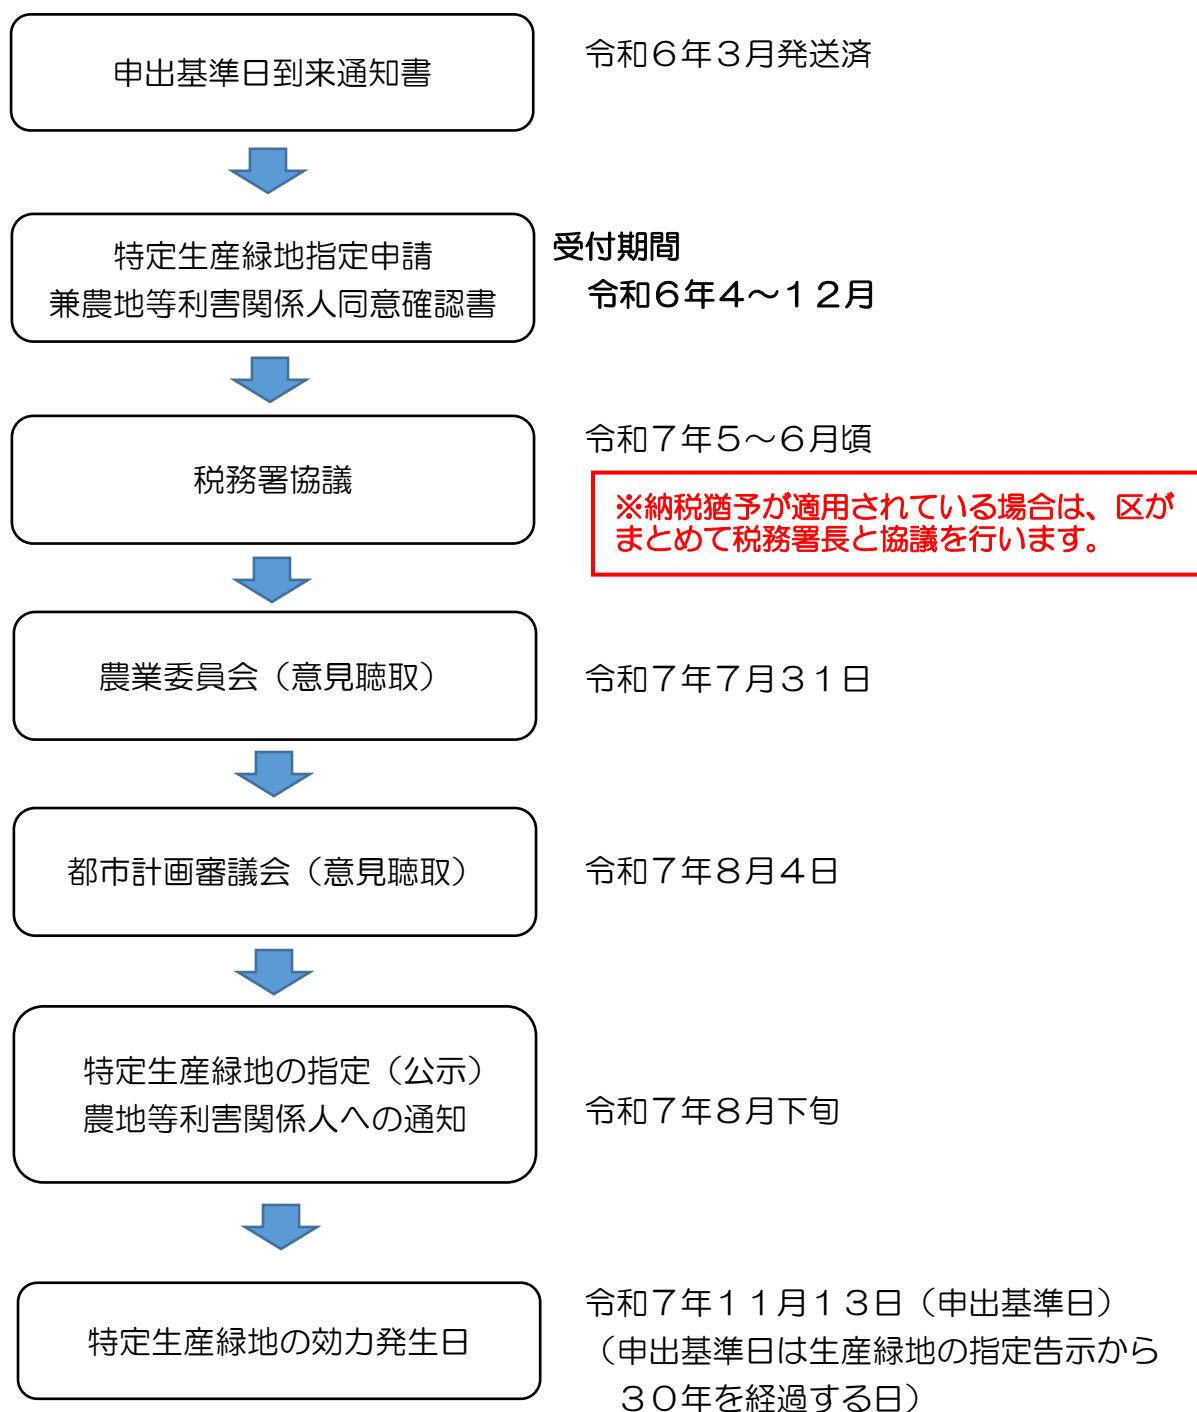 申出基準日到来通知書
令和６年３月発送済
特定生産緑地指定申請
兼農地等利害関係人同意確認書
受付期間
令和６年４～１２月
税務署協議
令和７年５～６月頃
※納税猶予が適用されている場合は、区が
まとめて税務署長と協議を行います。
農業委員会（意見聴取）
令和７年７月３１日
都市計画審議会（意見聴取）
令和７年８月４日
特定生産緑地の指定（公示）
農地等利害関係人への通知
令和７年８月下旬
特定生産緑地の効力発生日
令和７年１１月１３日（申出基準日）
（申出基準日は生産緑地の指定告示から
３０年を経過する日）